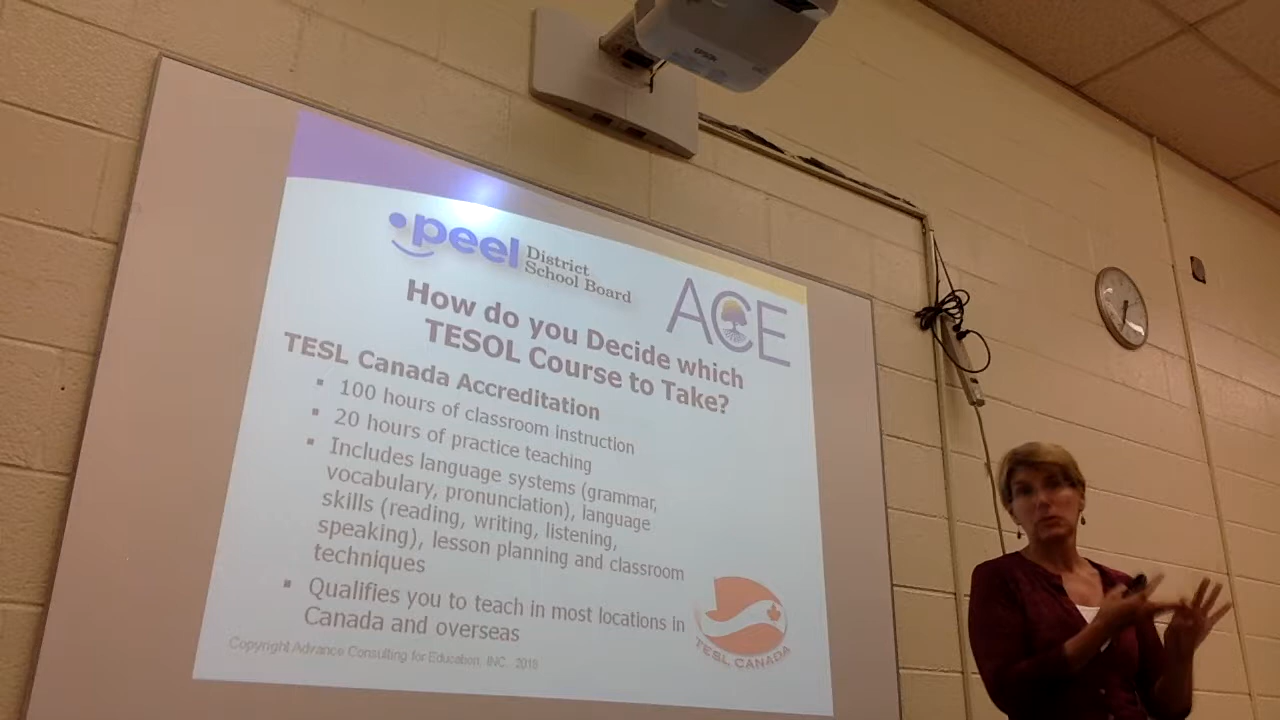 EPSON
peel District School Board
ACE
How do you Decide which
TESOL Course to Take?
TESL Canada Accreditation
▪ 100 hours of classroom instruction
▪ 20 hours of practice teaching
▪ Includes language systems (grammar,
vocabulary, pronunciation), language
skills (reading, writing, listening,
speaking), lesson planning and classroom
techniques
▪ Qualifies you to teach in most locations in
Canada and overseas
TESL CANADA
Copyright Advance Consulting for Education, INC. 2018